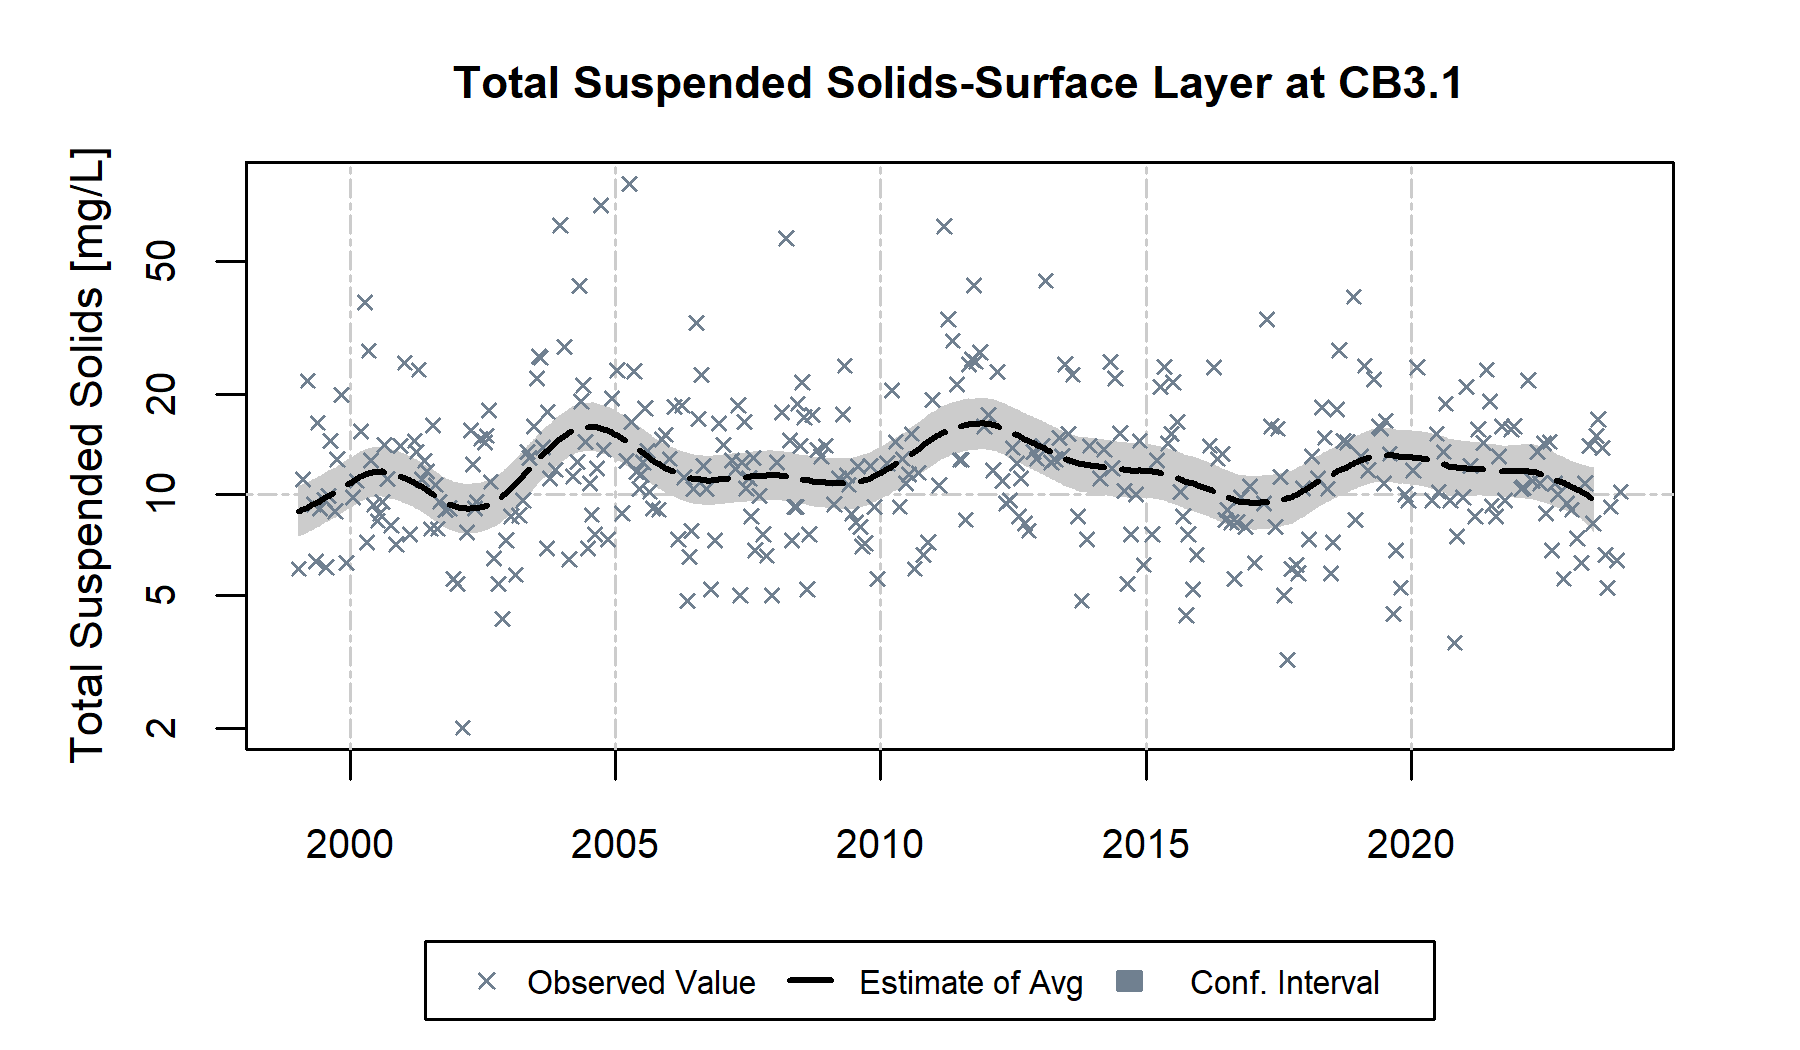 Total Suspended Solids-Surface Layer at CB3.1
Total Suspended Solids [mg/L]
50
20
10
5
2
2000 2005 2010 2015 2020
Observed Value Estimate of Avg Conf. Interval